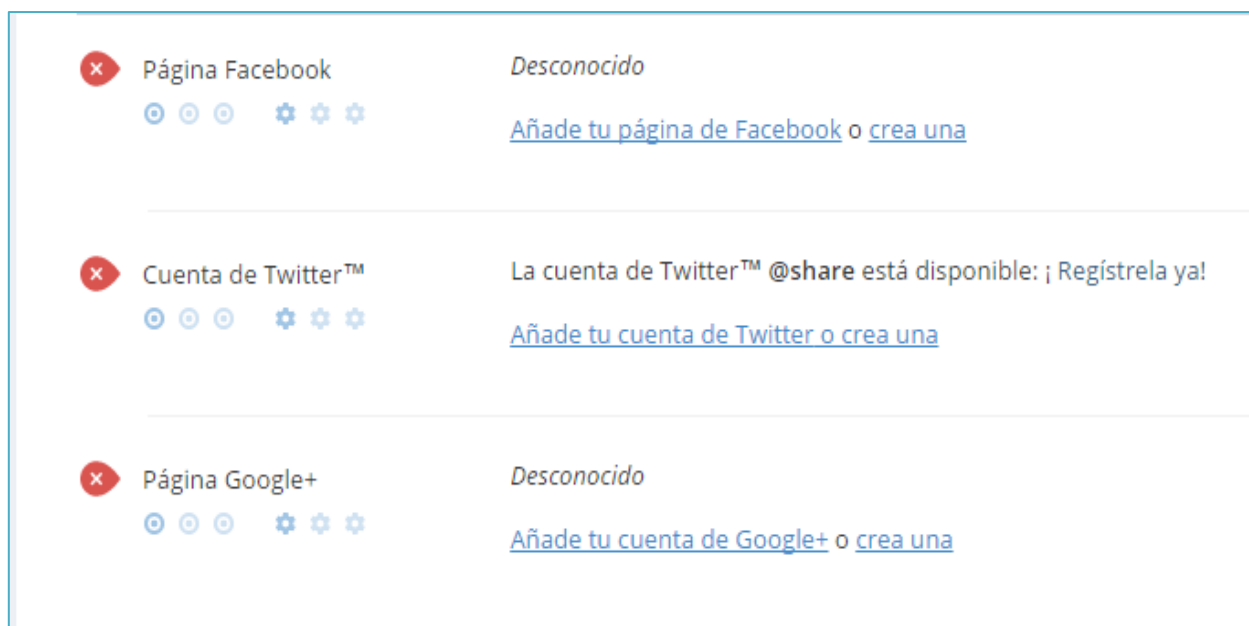 Página Facebook
Desconocido
Añade tu página de Facebook o crea una
Cuenta de Twitter™
La cuenta de Twitter™ @share está disponible: ¡ Regístrela ya!
Añade tu cuenta de Twitter o crea una
Página Google+
Desconocido
Añade tu cuenta de Google+ o crea una